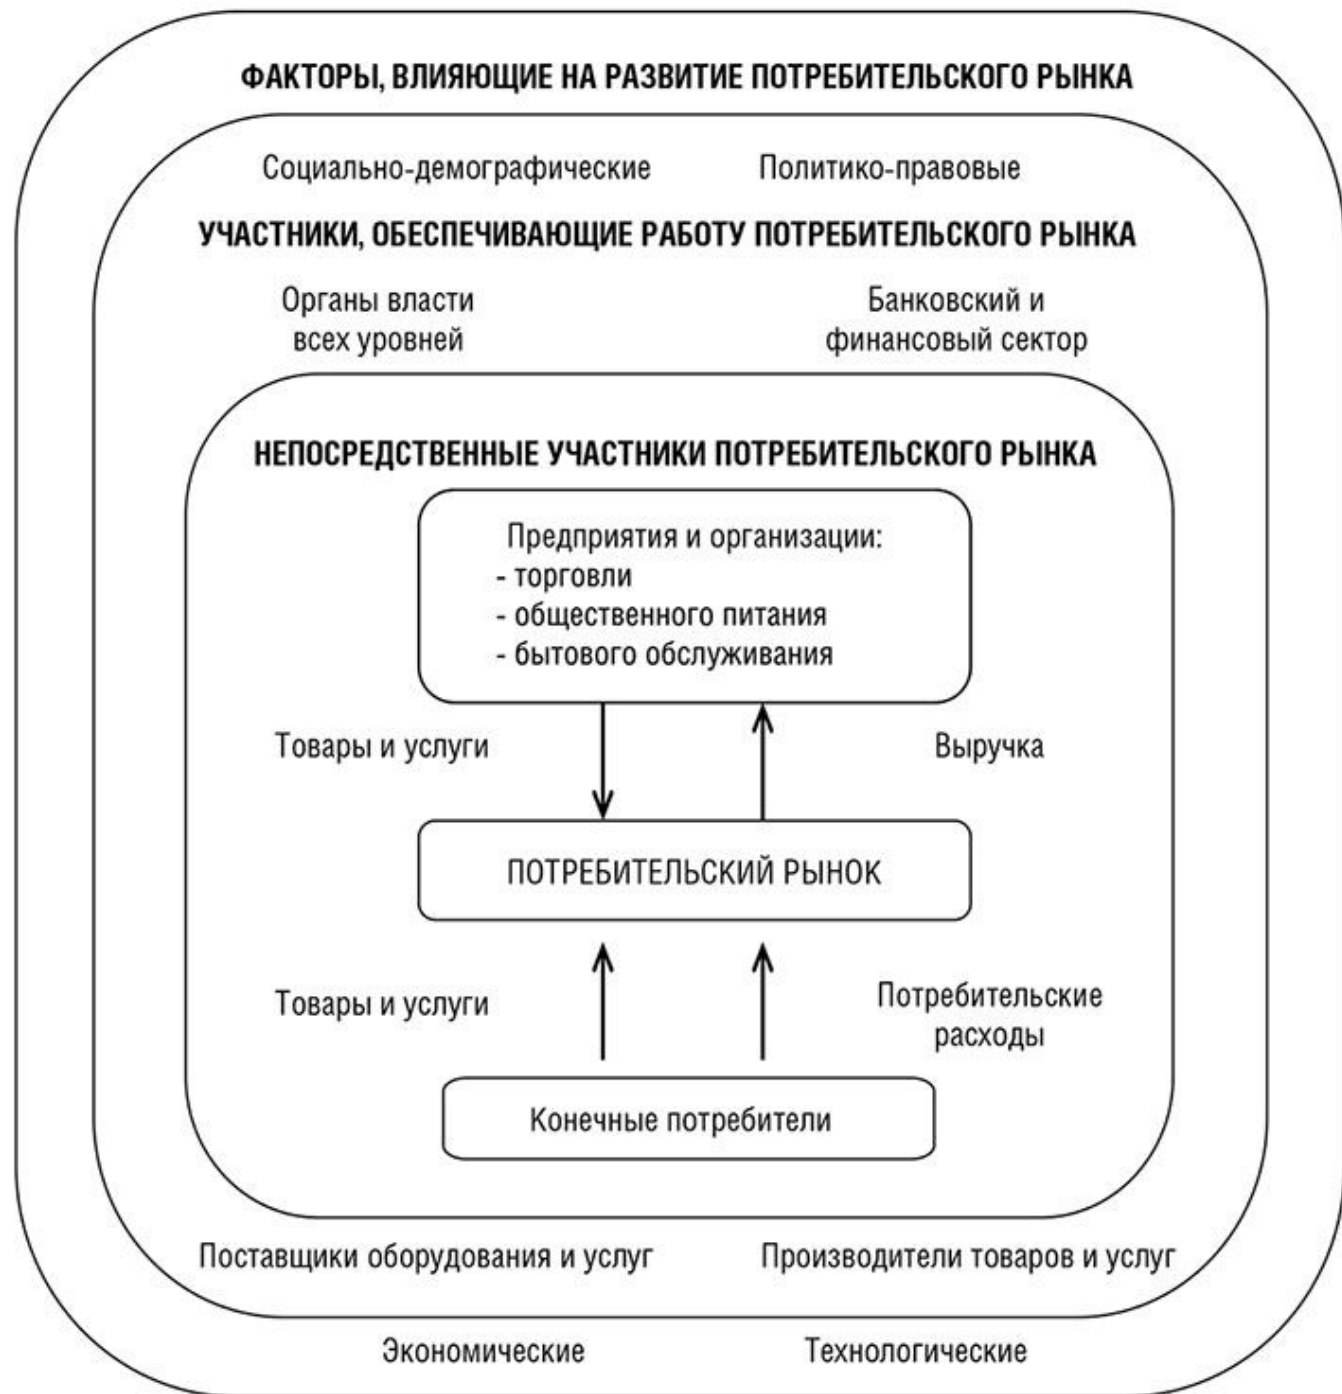 ФАКТОРЫ, ВЛИЯЮЩИЕ НА РАЗВИТИЕ ПОТРЕБИТЕЛЬСКОГО РЫНКА
Социально-демографические
Политико-правовые
УЧАСТНИКИ, ОБЕСПЕЧИВАЮЩИЕ РАБОТУ ПОТРЕБИТЕЛЬСКОГО РЫНКА
Органы власти
всех уровней
Банковский и
финансовый сектор
НЕПОСРЕДСТВЕННЫЕ УЧАСТНИКИ ПОТРЕБИТЕЛЬСКОГО РЫНКА
Предприятия и организации:
- торговли
- общественного питания
- бытового обслуживания
Товары и услуги
Выручка
ПОТРЕБИТЕЛЬСКИЙ РЫНОК
Товары и услуги
Потребительские
расходы
Конечные потребители
Поставщики оборудования и услуг
Производители товаров и услуг
Экономические
Технологические